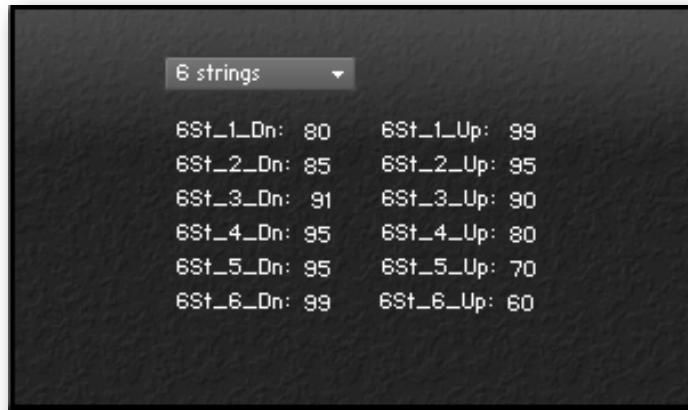 6 strings
6St_1_Dn: 80 6St_1_Up: 99
6St_2_Dn: 85 6St_2_Up: 95
6St_3_Dn: 91 6St_3_Up: 90
6St_4_Dn: 95 6St_4_Up: 80
6St_5_Dn: 95 6St_5_Up: 70
6St_6_Dn: 99 6St_6_Up: 60